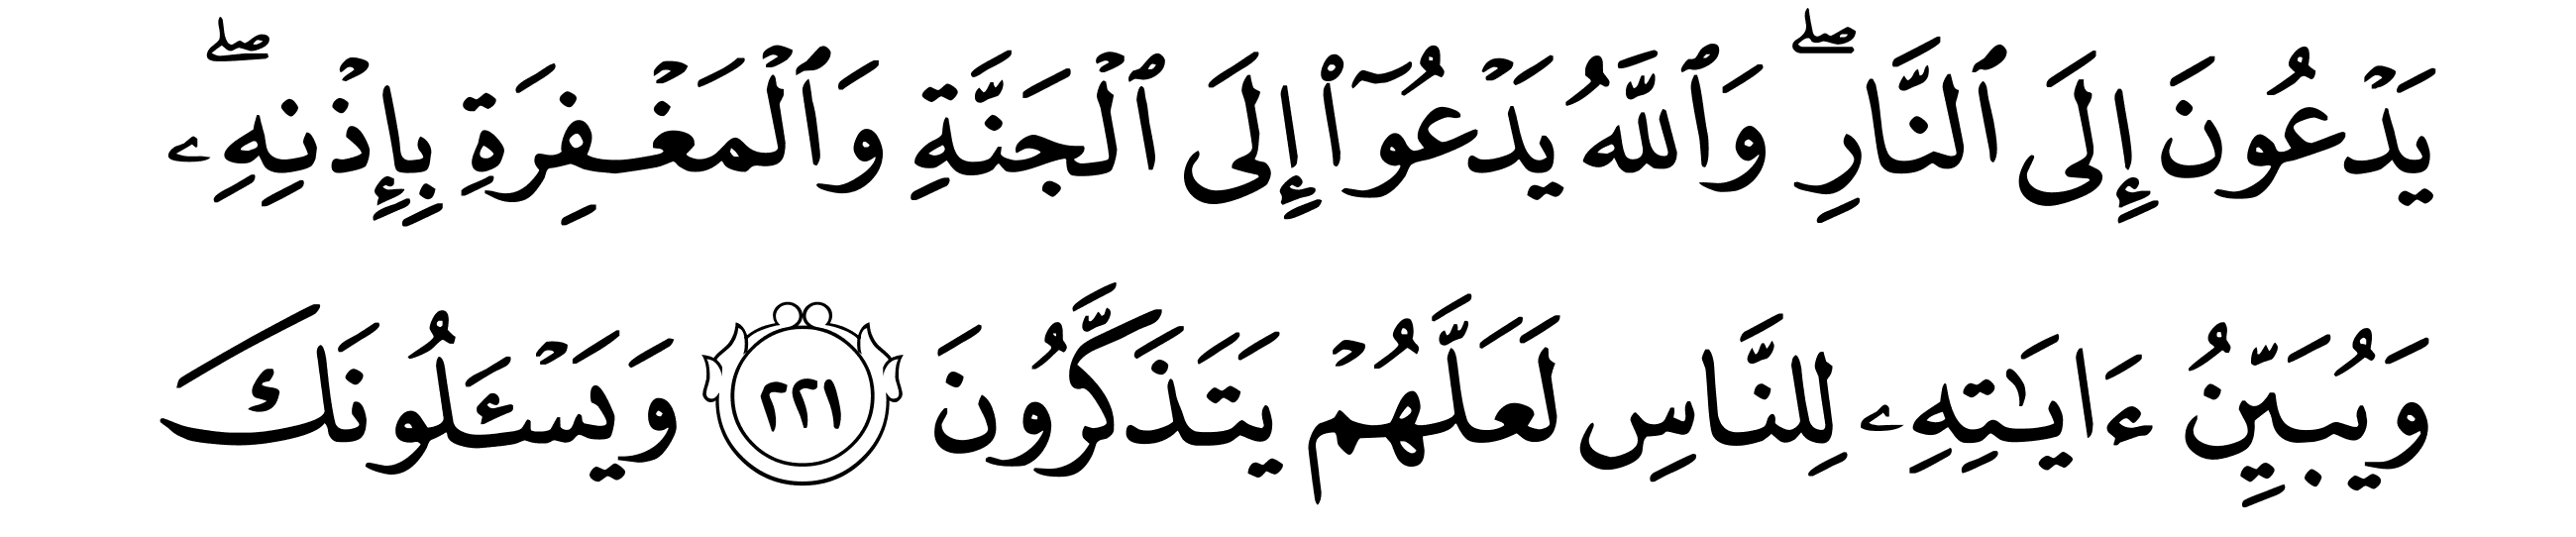 يَدۡعُونَ إِلَى ٱلنَّارِۖ وَٱللَّهُ يَدۡعُوٓاْ إِلَى ٱلۡجَنَّةِ وَٱلۡمَغۡفِرَةِ بِإِذۡنِهِۦۖ
وَيُبَيِّنُ ءَايَٰتِهِۦ لِلنَّاسِ لَعَلَّهُمۡ يَتَذَكَّرُونَ ٢٢١ وَيَسۡـَٔلُونَكَ